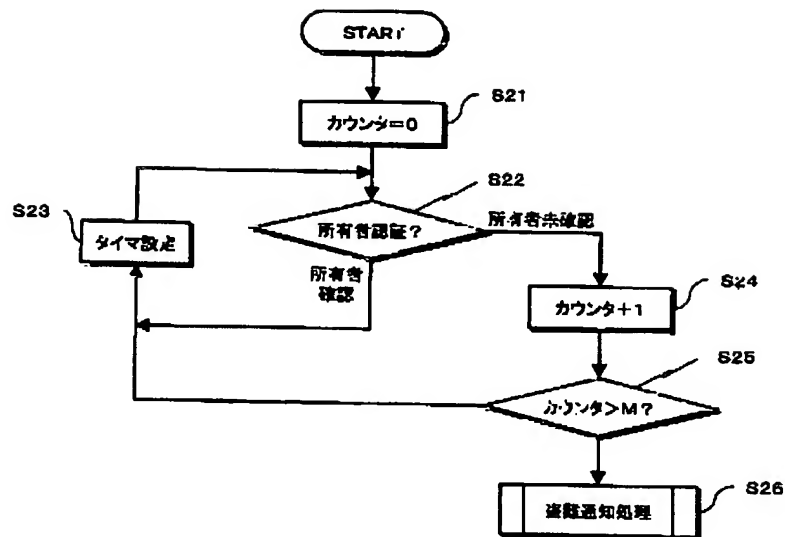 START
S21
カウンタ=0
S22
S23
タイマ設定
所有者認証?
所有者未確認
所有者
確認
S24
カウンタ+1
S25
カウンタ>M?
S26
盗難通知処理